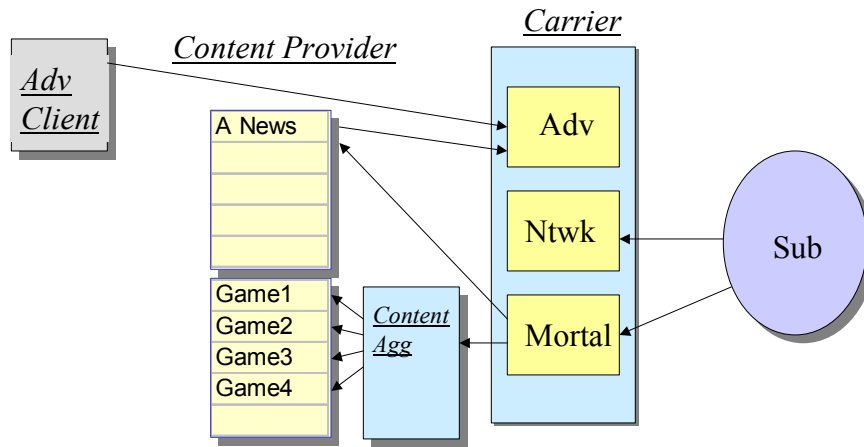 Carrier
Content Provider
Adv
Client
A News
Adv
Ntwk
Sub
Game1
Game2
Game3
Game4
Content
Agg
Mortal